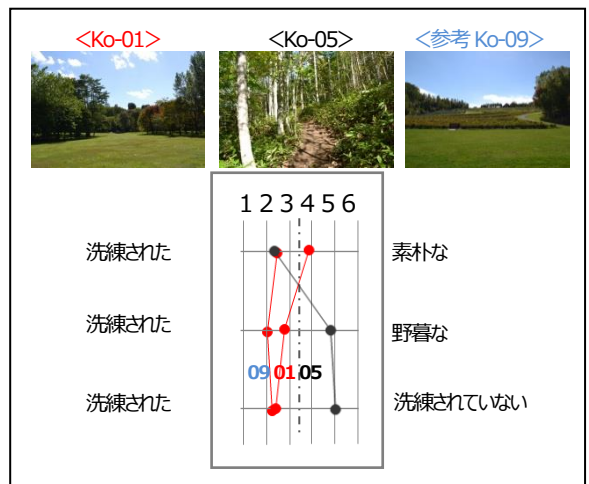 <Ko-01> <Ko-05> <参考 Ko-09>
1 2 3 4 5 6
洗練された 素朴な
洗練された 野暮な
09 01 05
洗練された 洗練されていない